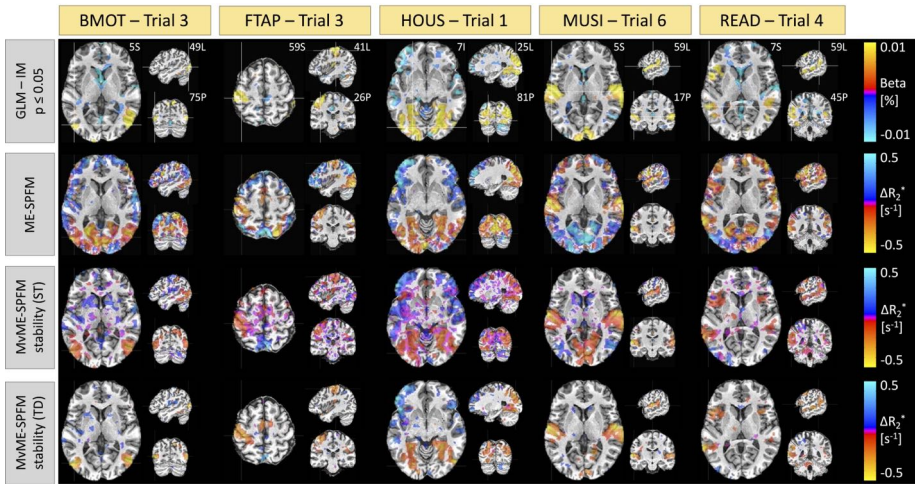 BMOT – Trial 3
FTAP – Trial 3
HOUS – Trial 1
MUSI – Trial 6
READ – Trial 4
GLM – IM
p ≤ 0.05
5S
49L
75P
59S
41L
26P
7I
25L
81P
5S
59L
17P
7S
59L
45P
0.01
Beta
[%]
-0.01
ME-SPFM
0.5
ΔR2*
[s-1]
-0.5
MvME-SPFM
stability (ST)
0.5
ΔR2*
[s-1]
-0.5
MvME-SPFM
stability (TD)
0.5
ΔR2*
[s-1]
-0.5